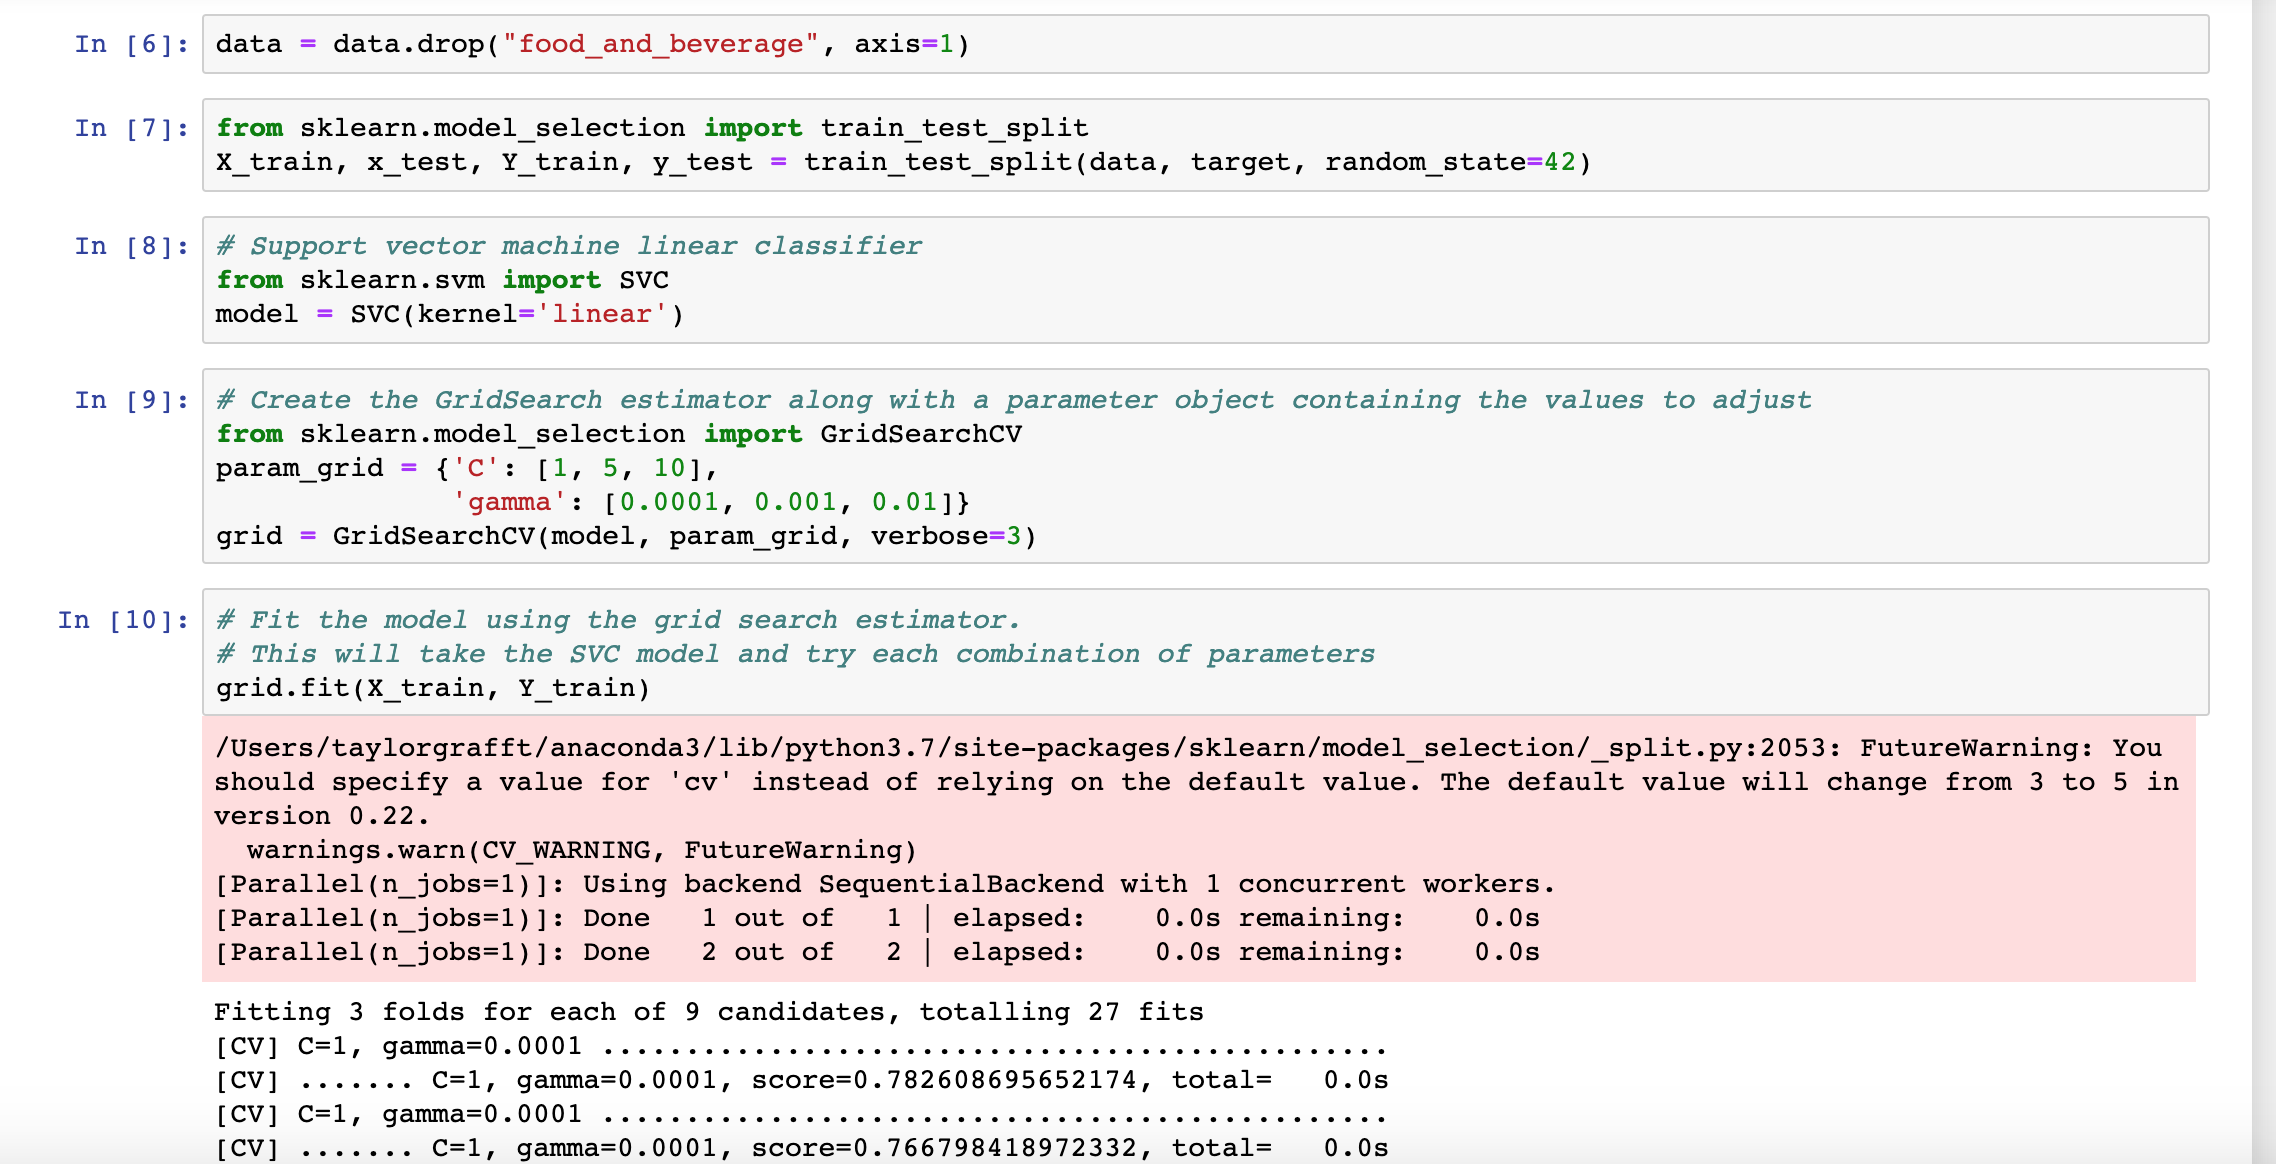 In [6]: data = data.drop("food_and_beverage", axis=1)
In [7]: from sklearn.model_selection import train_test_split
X_train, x_test, Y_train, y_test = train_test_split(data, target, random_state=42)
In [8]: # Support vector machine linear classifier
from sklearn.svm import SVC
model = SVC(kernel='linear')
In [9]: # Create the GridSearch estimator along with a parameter object containing the values to adjust
from sklearn.model_selection import GridSearchCV
param_grid = {'C': [1, 5, 10],
              'gamma': [0.0001, 0.001, 0.01]}
grid = GridSearchCV(model, param_grid, verbose=3)
In [10]: # Fit the model using the grid search estimator.
# This will take the SVC model and try each combination of parameters
grid.fit(X_train, Y_train)
/Users/taylorgrafft/anaconda3/lib/python3.7/site-packages/sklearn/model_selection/_split.py:2053: FutureWarning: You
should specify a value for 'cv' instead of relying on the default value. The default value will change from 3 to 5 in
version 0.22.
  warnings.warn(CV_WARNING, FutureWarning)
[Parallel(n_jobs=1)]: Using backend SequentialBackend with 1 concurrent workers.
[Parallel(n_jobs=1)]: Done   1 out of   1 | elapsed:    0.0s remaining:    0.0s
[Parallel(n_jobs=1)]: Done   2 out of   2 | elapsed:    0.0s remaining:    0.0s
Fitting 3 folds for each of 9 candidates, totalling 27 fits
[CV] C=1, gamma=0.0001 ...............................................
[CV] ....... C=1, gamma=0.0001, score=0.782608695652174, total=   0.0s
[CV] C=1, gamma=0.0001 ...............................................
[CV] ....... C=1, gamma=0.0001, score=0.766798418972332, total=   0.0s